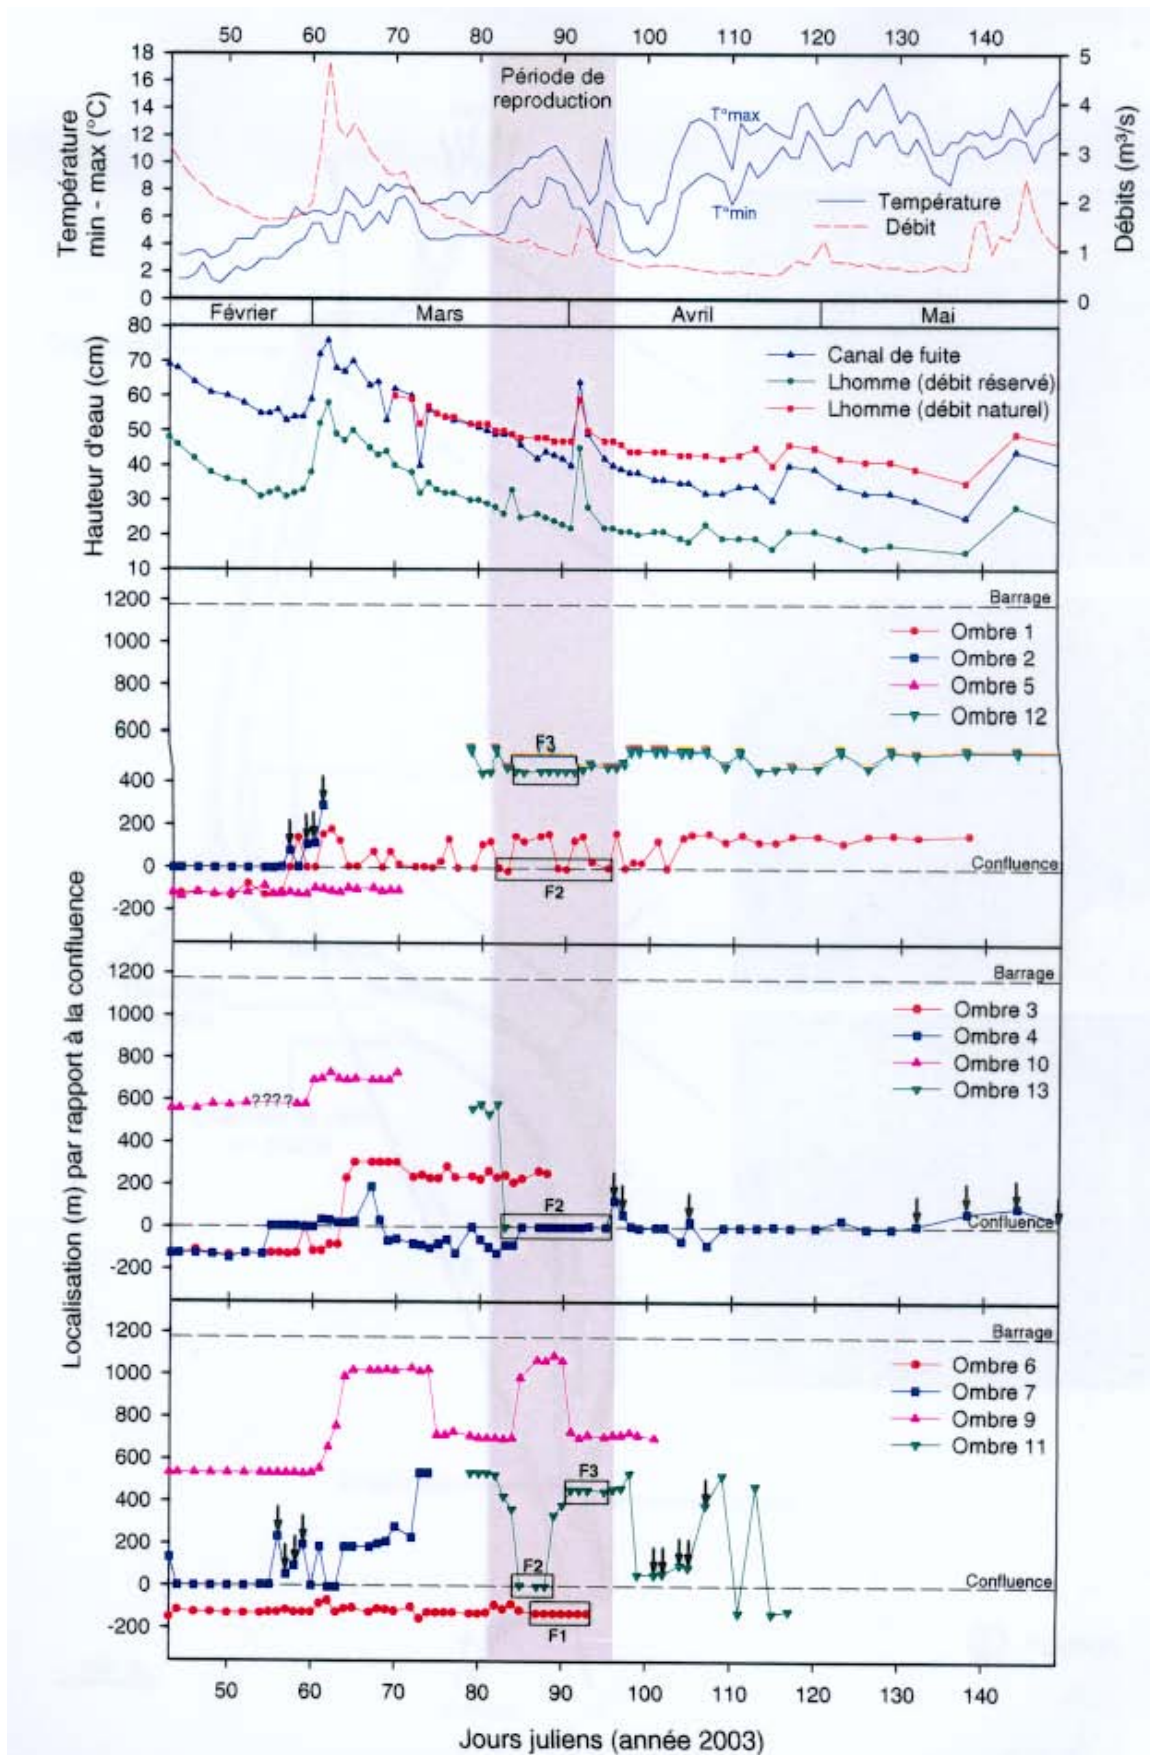 50 60 70 80 90 100 110 120 130 140
Température
min - max (°C)
18
16
14
12
10
8
6
4
2
0
Période de
reproduction
T°max
T°min
Température
Débit
5
4
3
2
1
0
Débits (m³/s)
Février Mars Avril Mai
Hauteur d'eau (cm)
80
70
60
50
40
30
20
10
Canal de fuite
Lhomme (débit réservé)
Lhomme (débit naturel)
Localisation (m) par rapport à la confluence
1200
1000
800
600
400
200
0
-200
Barrage
Ombre 1
Ombre 2
Ombre 5
Ombre 12
F3
F2
Confluence
1200
1000
800
600
400
200
0
-200
Barrage
Ombre 3
Ombre 4
Ombre 10
Ombre 13
????
F2
Confluence
1200
1000
800
600
400
200
0
-200
Barrage
Ombre 6
Ombre 7
Ombre 9
Ombre 11
F3
F2
F1
Confluence
50 60 70 80 90 100 110 120 130 140
Jours juliens (année 2003)